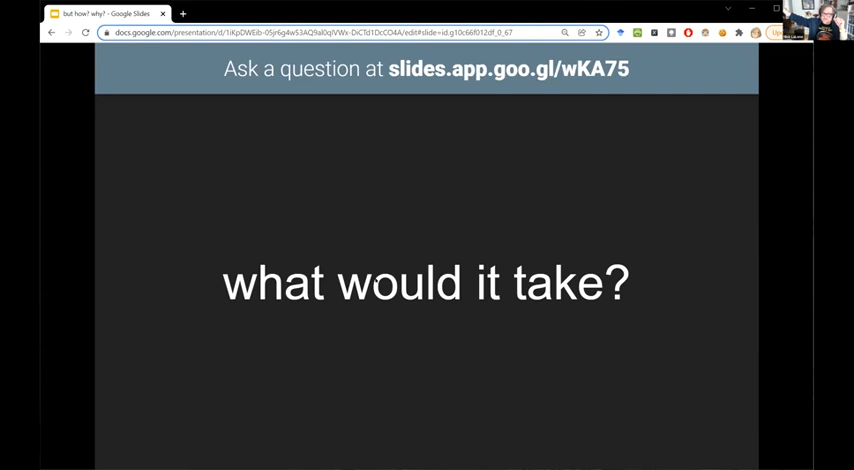 but how? why? - Google Slides
docs.google.com/presentation/d/1iKpDWEib-05jr6g4w53AQ9al0qiVWx-DiCTd1DcCO4A/edit#slide=id.g10c66f012df_0_67
Ask a question at slides.app.goo.gl/wKA75
what would it take?